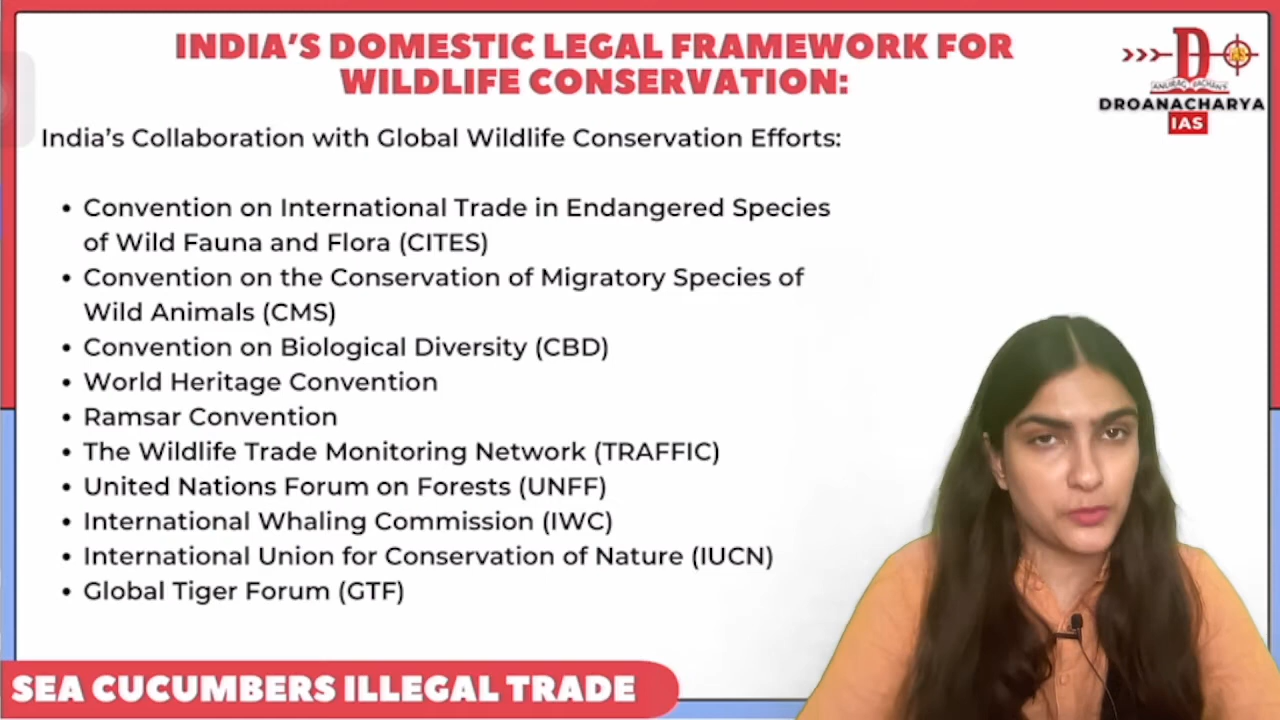 INDIA'S DOMESTIC LEGAL FRAMEWORK FOR
WILDLIFE CONSERVATION:
DROANACHARYA
IAS
India's Collaboration with Global Wildlife Conservation Efforts:
• Convention on International Trade in Endangered Species
of Wild Fauna and Flora (CITES)
• Convention on the Conservation of Migratory Species of
Wild Animals (CMS)
• Convention on Biological Diversity (CBD)
• World Heritage Convention
• Ramsar Convention
• The Wildlife Trade Monitoring Network (TRAFFIC)
• United Nations Forum on Forests (UNFF)
• International Whaling Commission (IWC)
• International Union for Conservation of Nature (IUCN)
• Global Tiger Forum (GTF)
SEA CUCUMBERS ILLEGAL TRADE